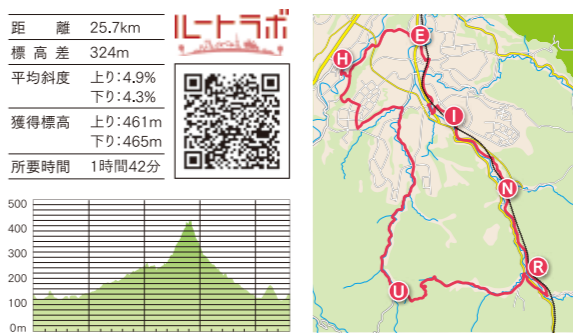 距離 25.7km
ルートラボ
標高差 324m
平均斜度 上り:4.9%
下り:4.3%
獲得標高 上り:461m
下り:465m
所要時間 1時間42分
500
400
300
200
100
0m
E
H
I
N
R
U